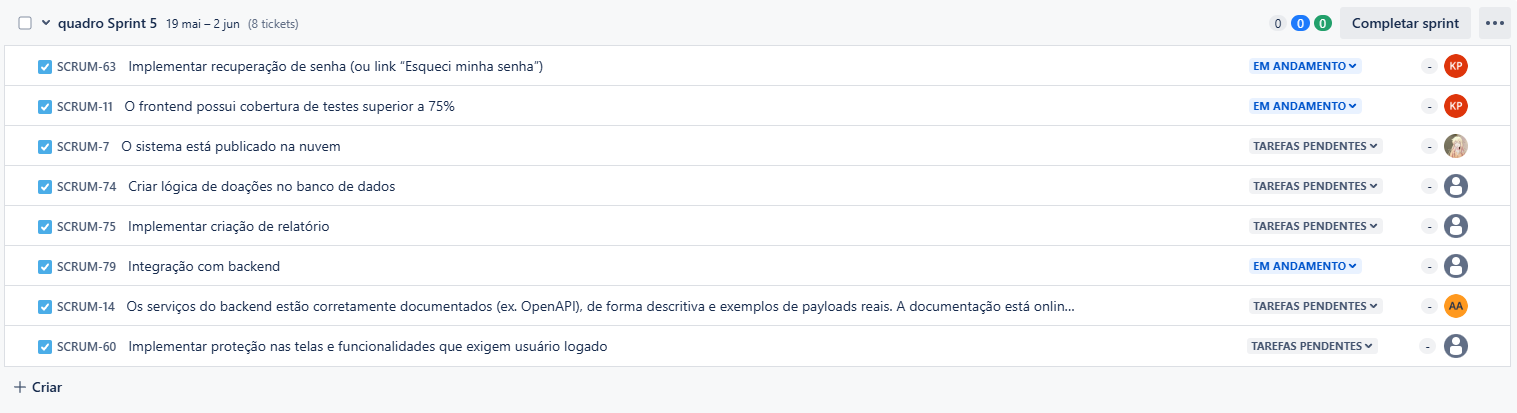 quadro Sprint 5 19 mai – 2 jun (8 tickets) 0 0 0 Completar sprint
SCRUM-63 Implementar recuperação de senha (ou link “Esqueci minha senha”) EM ANDAMENTO - KP
SCRUM-11 O frontend possui cobertura de testes superior a 75% EM ANDAMENTO - KP
SCRUM-7 O sistema está publicado na nuvem TAREFAS PENDENTES -
SCRUM-74 Criar lógica de doações no banco de dados TAREFAS PENDENTES -
SCRUM-75 Implementar criação de relatório TAREFAS PENDENTES -
SCRUM-79 Integração com backend EM ANDAMENTO -
SCRUM-14 Os serviços do backend estão corretamente documentados (ex. OpenAPI), de forma descritiva e exemplos de payloads reais. A documentação está onlin... TAREFAS PENDENTES - AA
SCRUM-60 Implementar proteção nas telas e funcionalidades que exigem usuário logado TAREFAS PENDENTES -
+ Criar